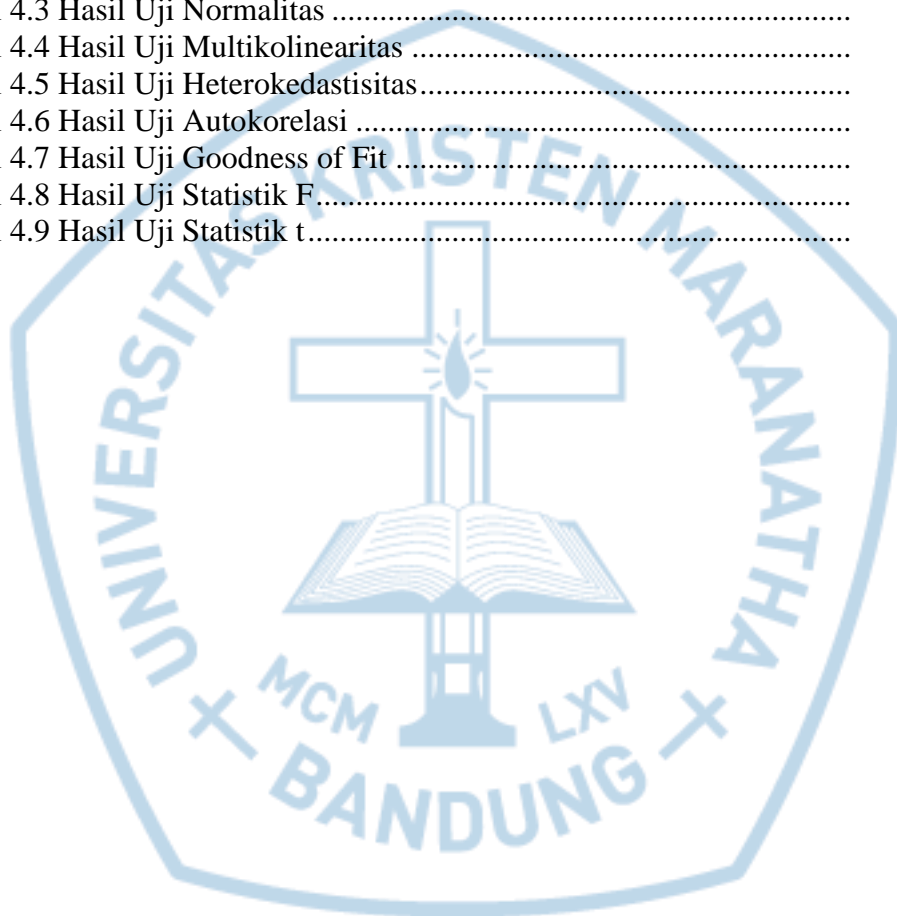 l 4.3 Hasil Uji Normalitas ......................................................................................
l 4.4 Hasil Uji Multikolinearitas .........................................................................
l 4.5 Hasil Uji Heterokedastisitas........................................................................
l 4.6 Hasil Uji Autokorelasi ..................................................................................
l 4.7 Hasil Uji Goodness of Fit ............................................................................
l 4.8 Hasil Uji Statistik F.........................................................................................
l 4.9 Hasil Uji Statistik t..........................................................................................
UNIVERSITAS KRISTEN MARANATHA
MCM LXV
BANDUNG